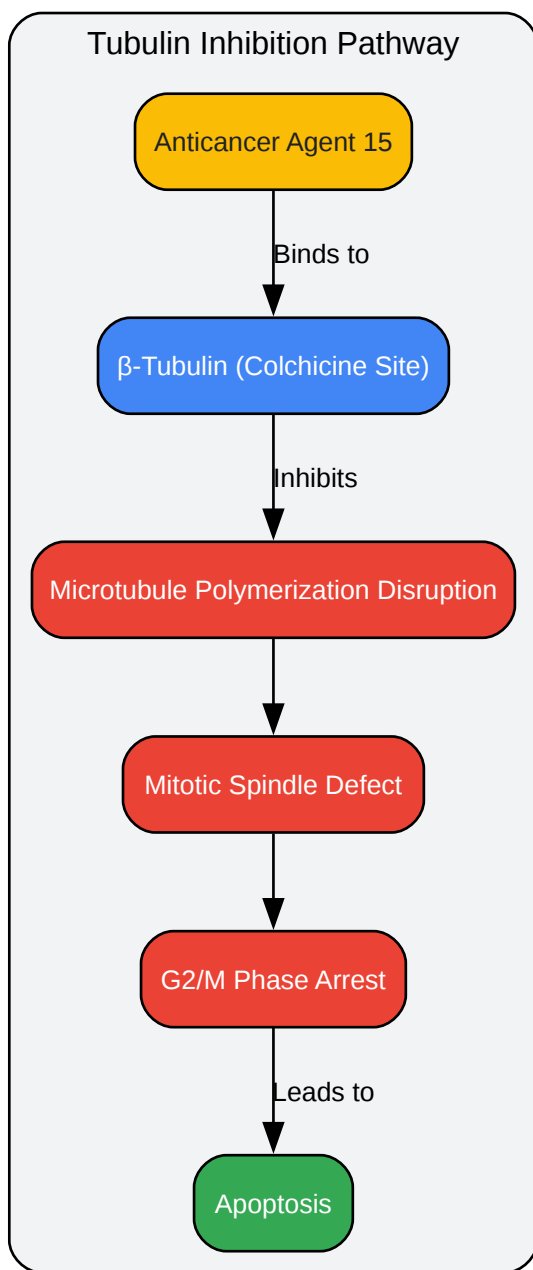 Tubulin Inhibition Pathway
Anticancer Agent 15
Binds to
β-Tubulin (Colchicine Site)
Inhibits
Microtubule Polymerization Disruption
Mitotic Spindle Defect
G2/M Phase Arrest
Leads to
Apoptosis